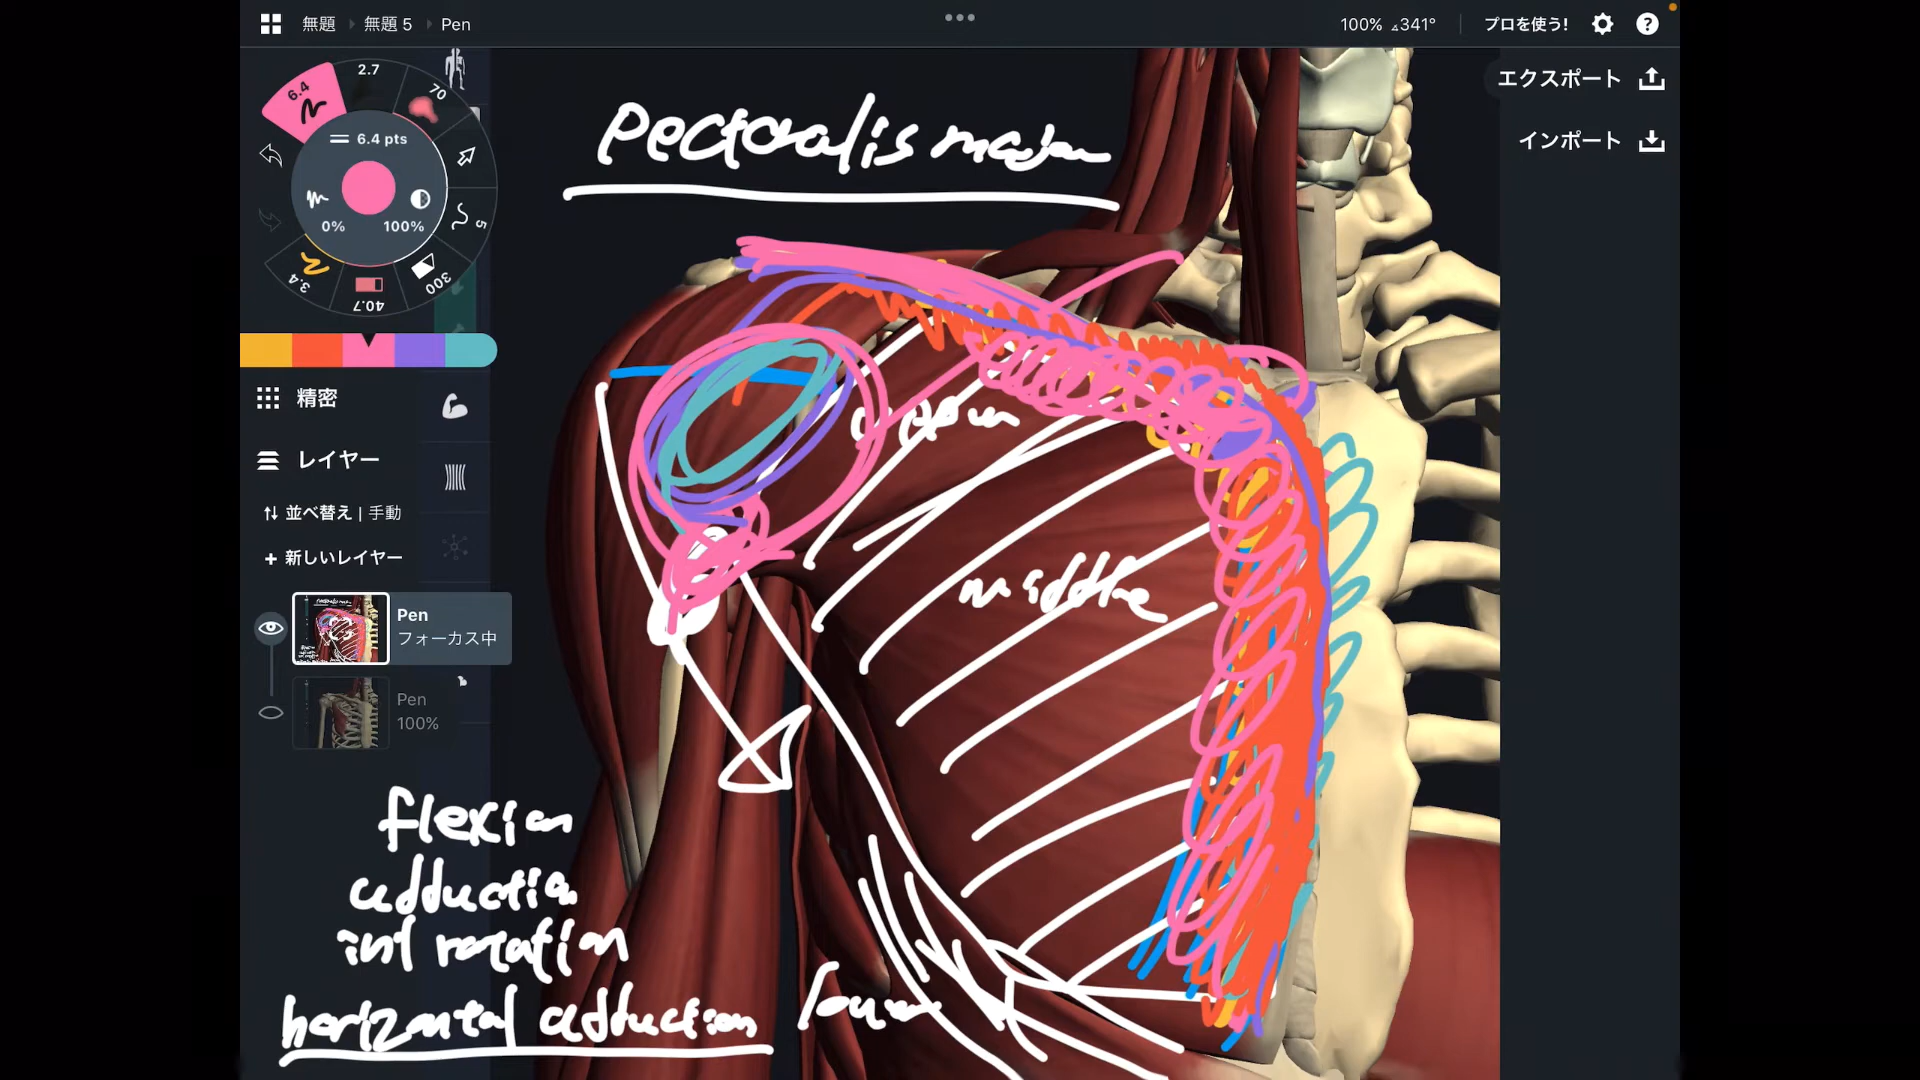 無題 › 無題 5 › Pen
100% ⊿341°
プロを使う!
エクスポート
インポート
2.7
6.4
70
6.4 pts
0%
100%
5
300
40.7
3.4
精密
レイヤー
並べ替え | 手動
+ 新しいレイヤー
Pen
フォーカス中
Pen
100%
Pectoralis major
upper
middle
lower
flexion
adduction
int rotation
horizontal adduction